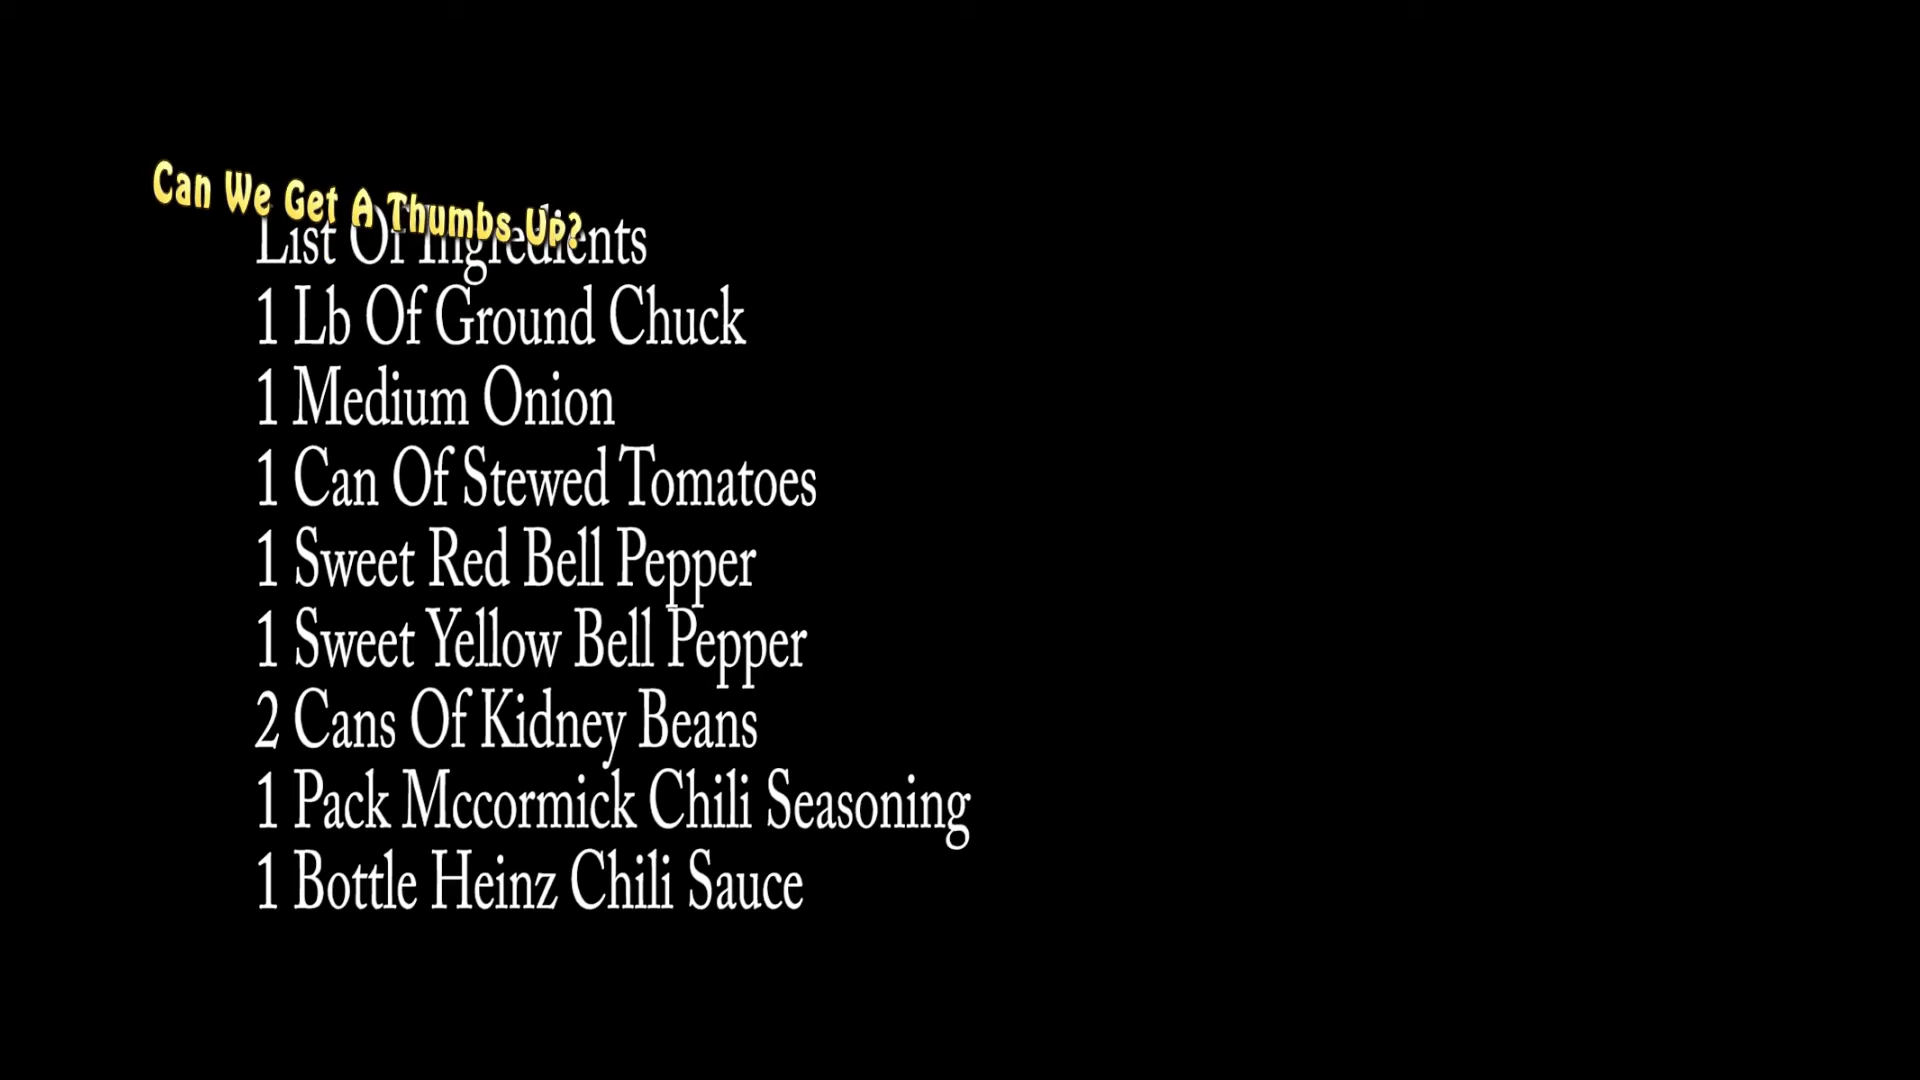 Can We Get A Thumbs Up?
List Of Ingredients
1 Lb Of Ground Chuck
1 Medium Onion
1 Can Of Stewed Tomatoes
1 Sweet Red Bell Pepper
1 Sweet Yellow Bell Pepper
2 Cans Of Kidney Beans
1 Pack Mccormick Chili Seasoning
1 Bottle Heinz Chili Sauce